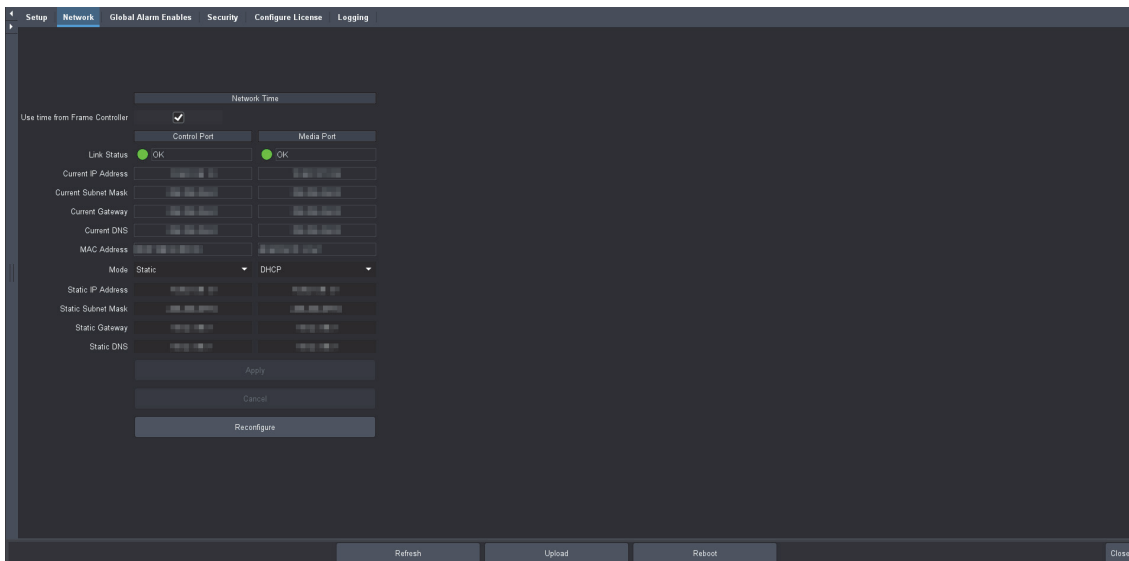 Setup Network Global Alarm Enables Security Configure License Logging
Network Time
Use time from Frame Controller
Control Port Media Port
Link Status OK OK
Current IP Address
Current Subnet Mask
Current Gateway
Current DNS
MAC Address
Mode Static DHCP
Static IP Address
Static Subnet Mask
Static Gateway
Static DNS
Apply
Cancel
Reconfigure
Refresh Upload Reboot Close